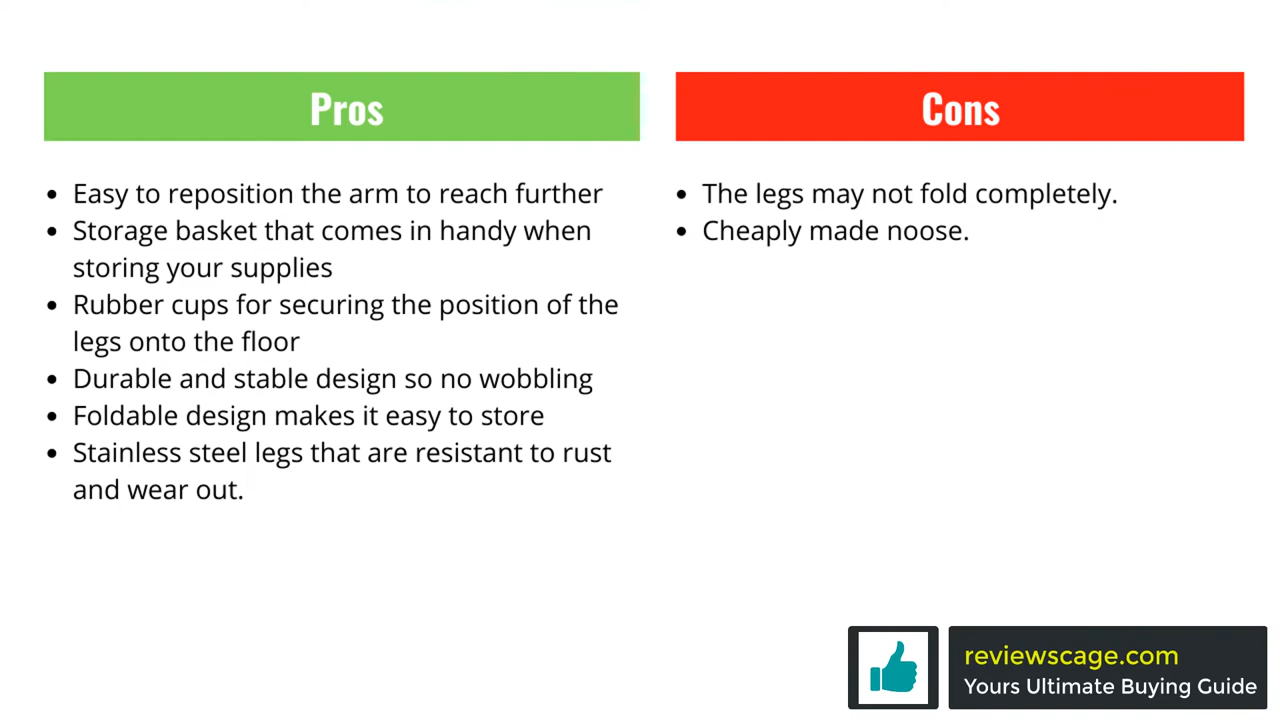 Pros
• Easy to reposition the arm to reach further
• Storage basket that comes in handy when
storing your supplies
• Rubber cups for securing the position of the
legs onto the floor
• Durable and stable design so no wobbling
• Foldable design makes it easy to store
• Stainless steel legs that are resistant to rust
and wear out.
Cons
• The legs may not fold completely.
• Cheaply made noose.
reviewscage.com
Yours Ultimate Buying Guide